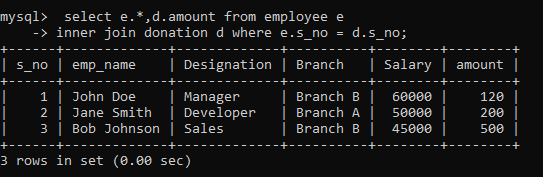 mysql>  select e.*,d.amount from employee e
    -> inner join donation d where e.s_no = d.s_no;
+------+-------------+-------------+----------+--------+--------+
| s_no | emp_name    | Designation | Branch   | Salary | amount |
+------+-------------+-------------+----------+--------+--------+
|    1 | John Doe    | Manager     | Branch B |  60000 |    120 |
|    2 | Jane Smith  | Developer   | Branch A |  50000 |    200 |
|    3 | Bob Johnson | Sales       | Branch B |  45000 |    500 |
+------+-------------+-------------+----------+--------+--------+
3 rows in set (0.00 sec)